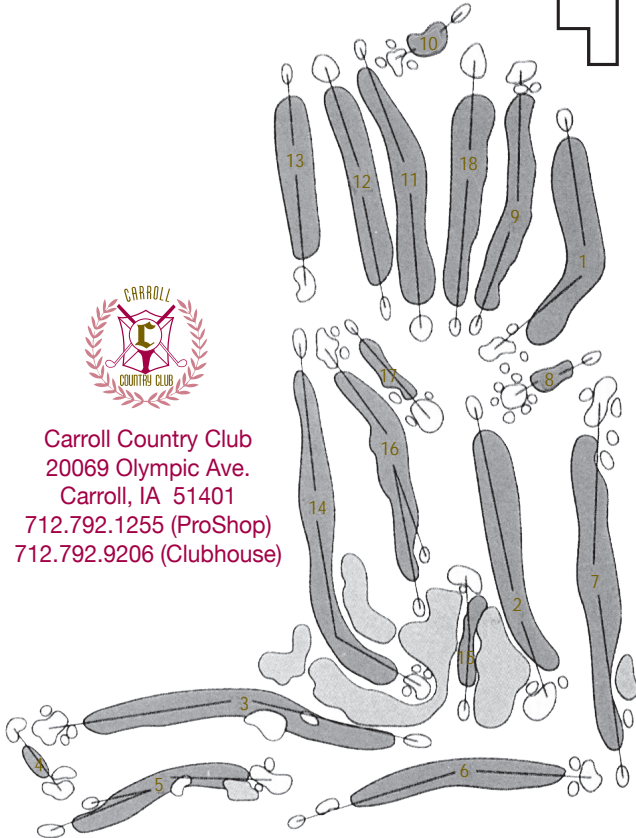 10
13
12
11
18
9
1
CARROLL
C
COUNTRY CLUB
17
8
Carroll Country Club
20069 Olympic Ave.
Carroll, IA 51401
712.792.1255 (ProShop)
712.792.9206 (Clubhouse)
16
14
7
2
15
3
4
5
6